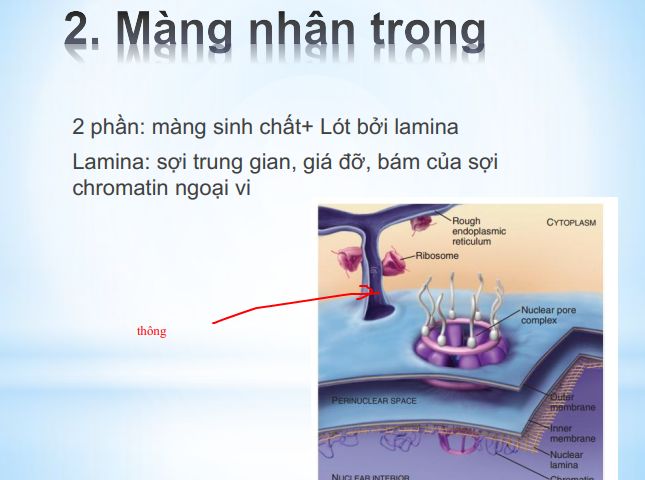 2. Màng nhân trong
2 phần: màng sinh chất+ Lót bởi lamina
Lamina: sợi trung gian, giá đỡ, bám của sợi
chromatin ngoại vi
Rough
endoplasmic
reticulum
CYTOPLASM
Ribosome
Nuclear pore
complex
thông
PERINUCLEAR SPACE
Outer
membrane
Inner
membrane
Nuclear
lamina
NUCLEAR INTERIOR
Chromatin